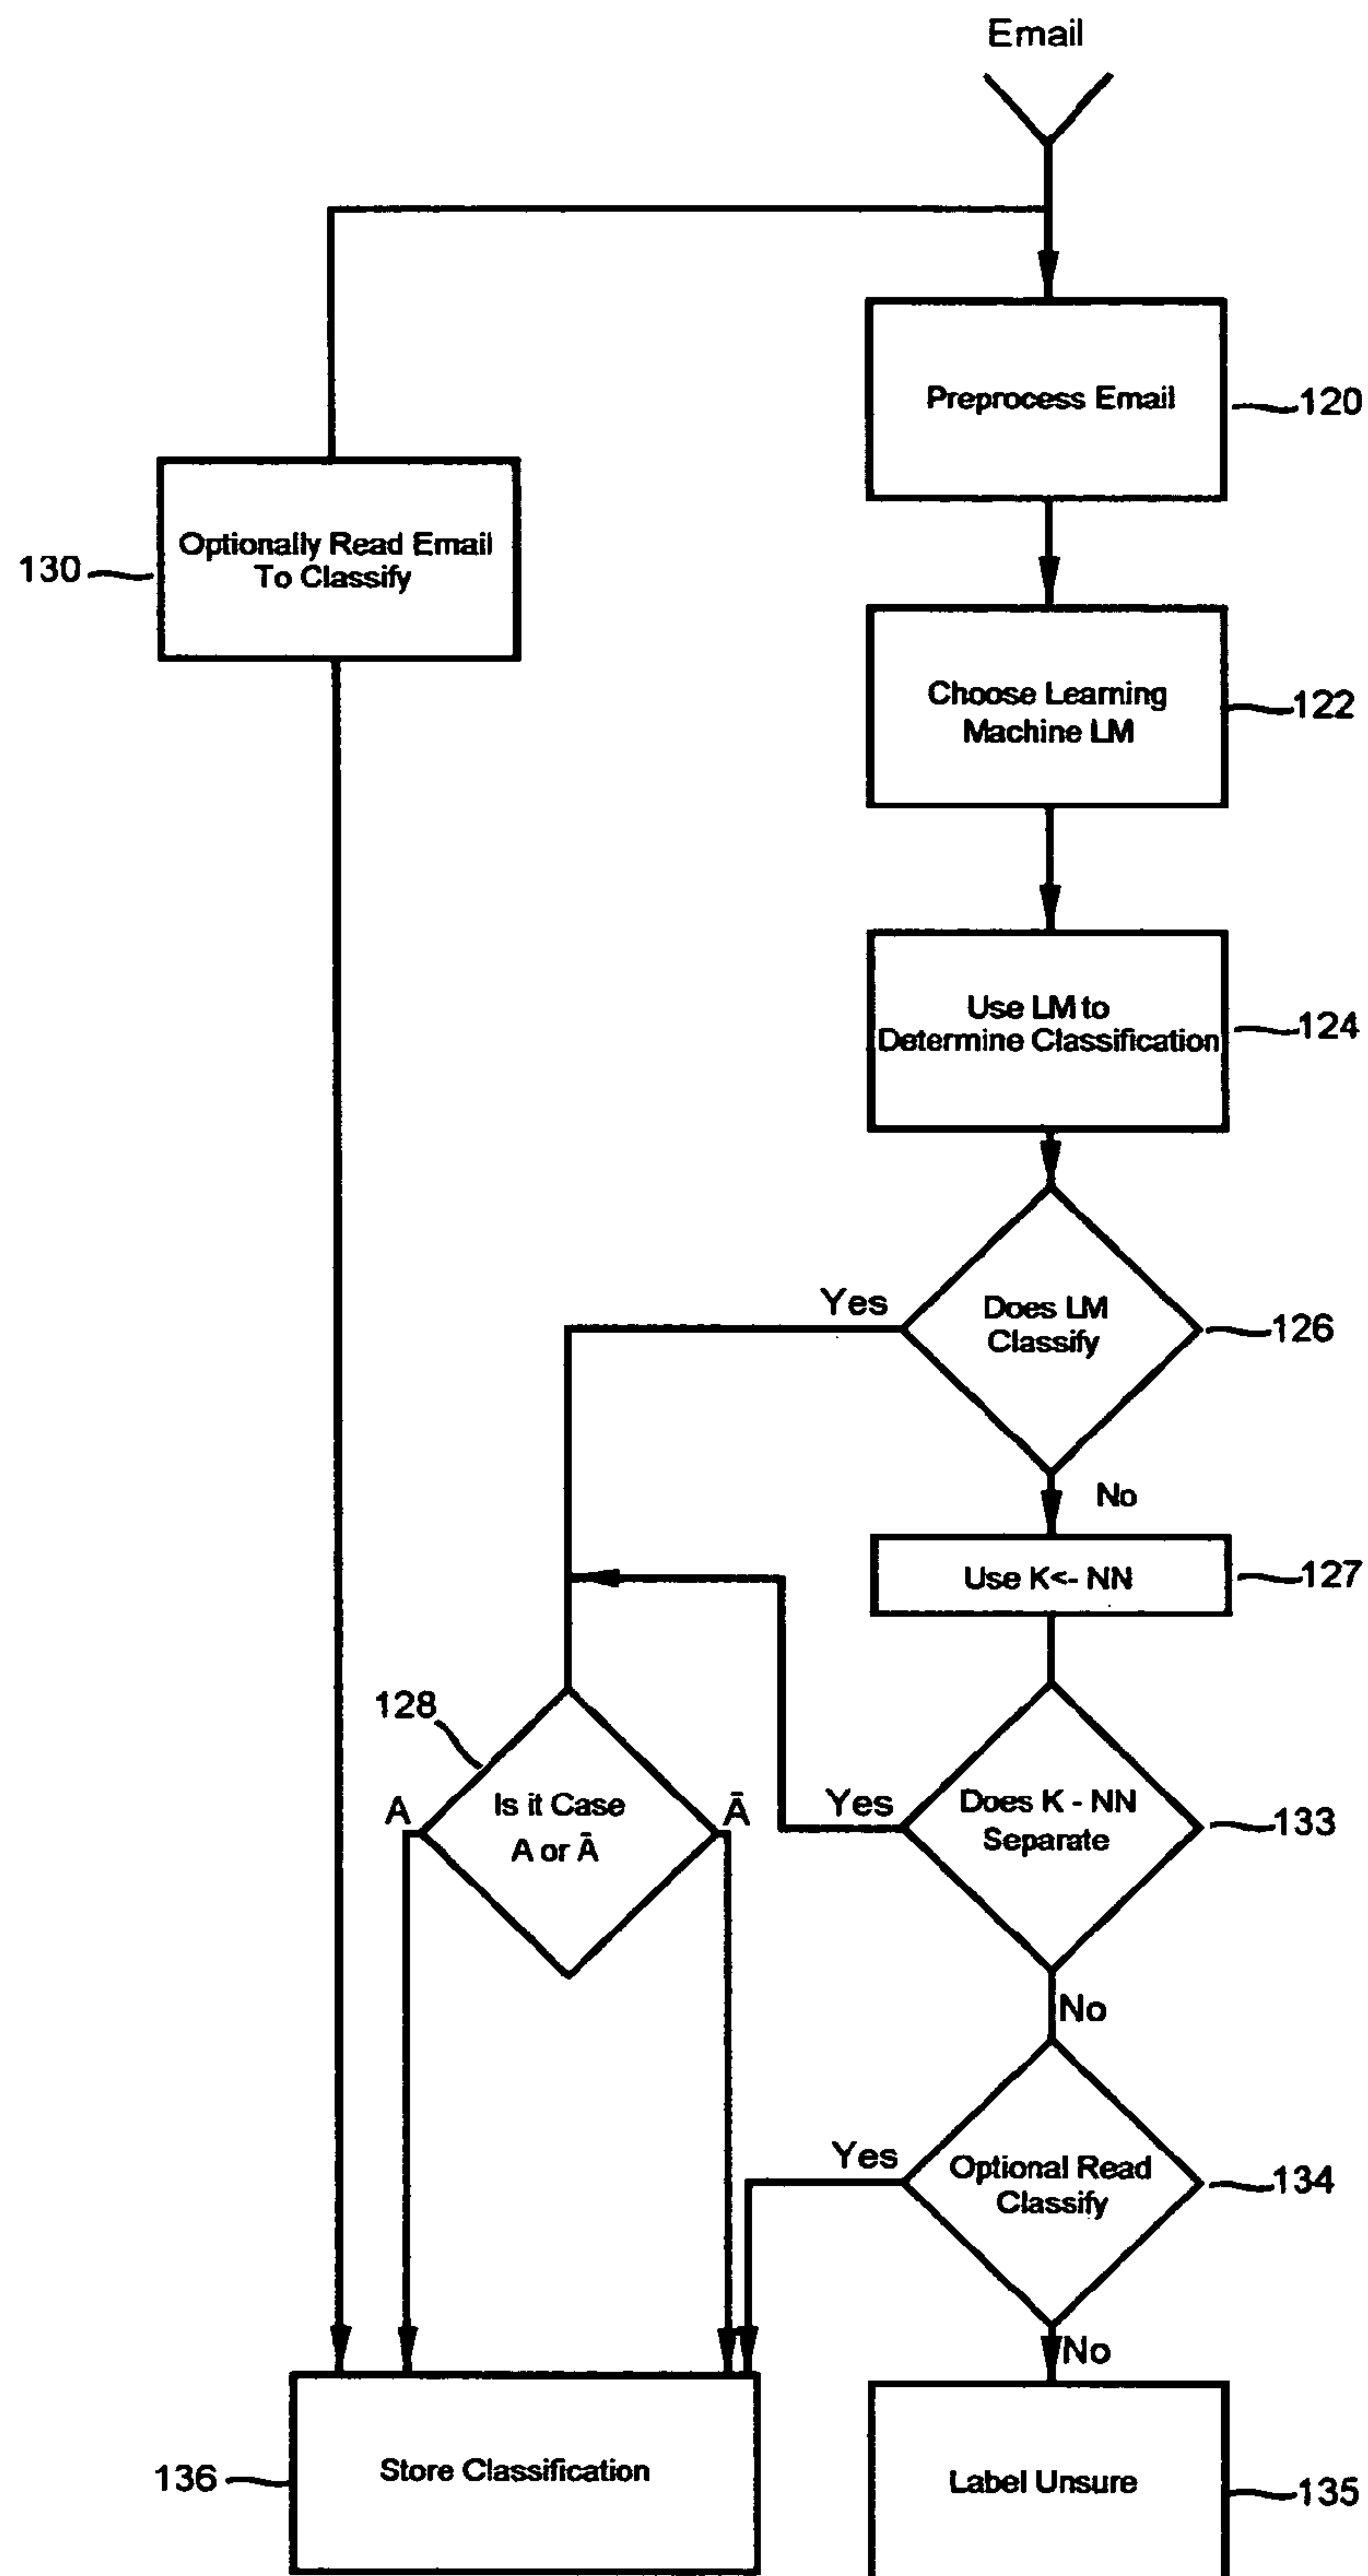 Email
Preprocess Email
120
Optionally Read Email
To Classify
130
Choose Learning
Machine LM
122
Use LM to
Determine Classification
124
Yes
Does LM
Classify
126
No
Use K<- NN
127
128
A
Is it Case
A or Ā
Ā
Yes
Does K - NN
Separate
133
No
Yes
Optional Read
Classify
134
No
136
Store Classification
Label Unsure
135